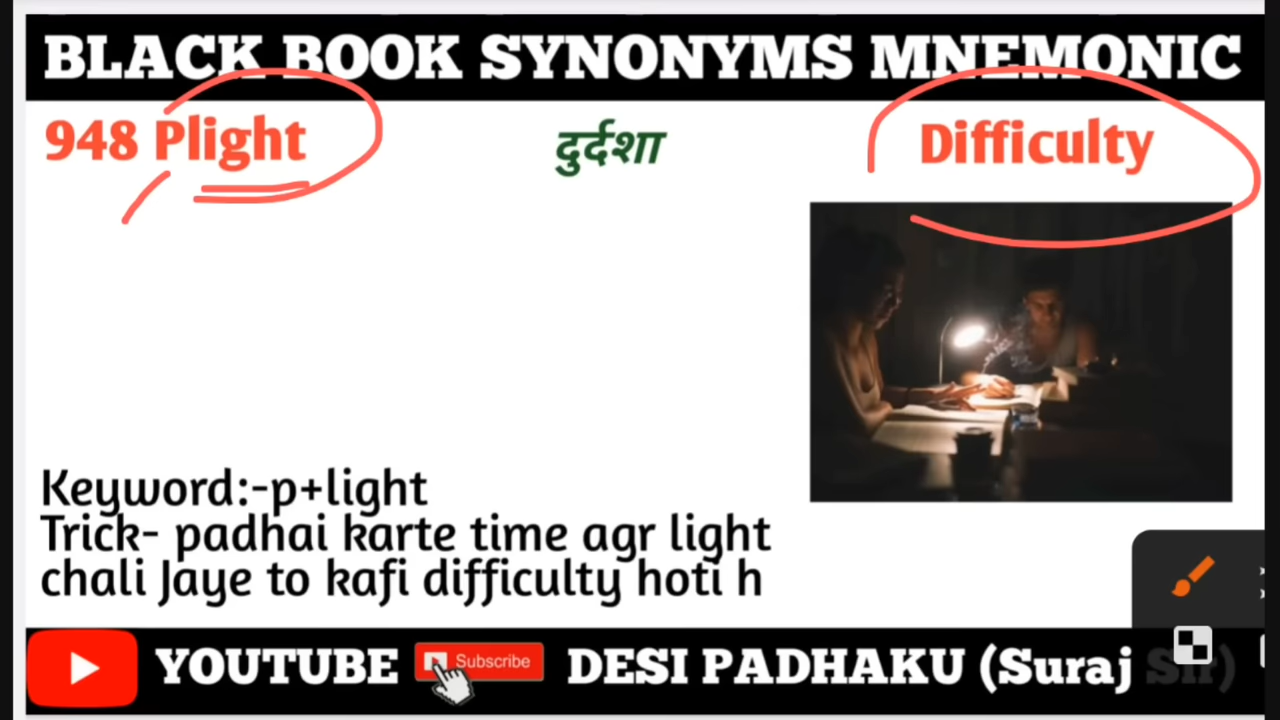 BLACK BOOK SYNONYMS MNEMONIC
948 Plight दुर्दशा Difficulty
Keyword:-p+light
Trick- padhai karte time agr light
chali Jaye to kafi difficulty hoti h
YOUTUBE Subscribe DESI PADHAKU (Suraj Sir)